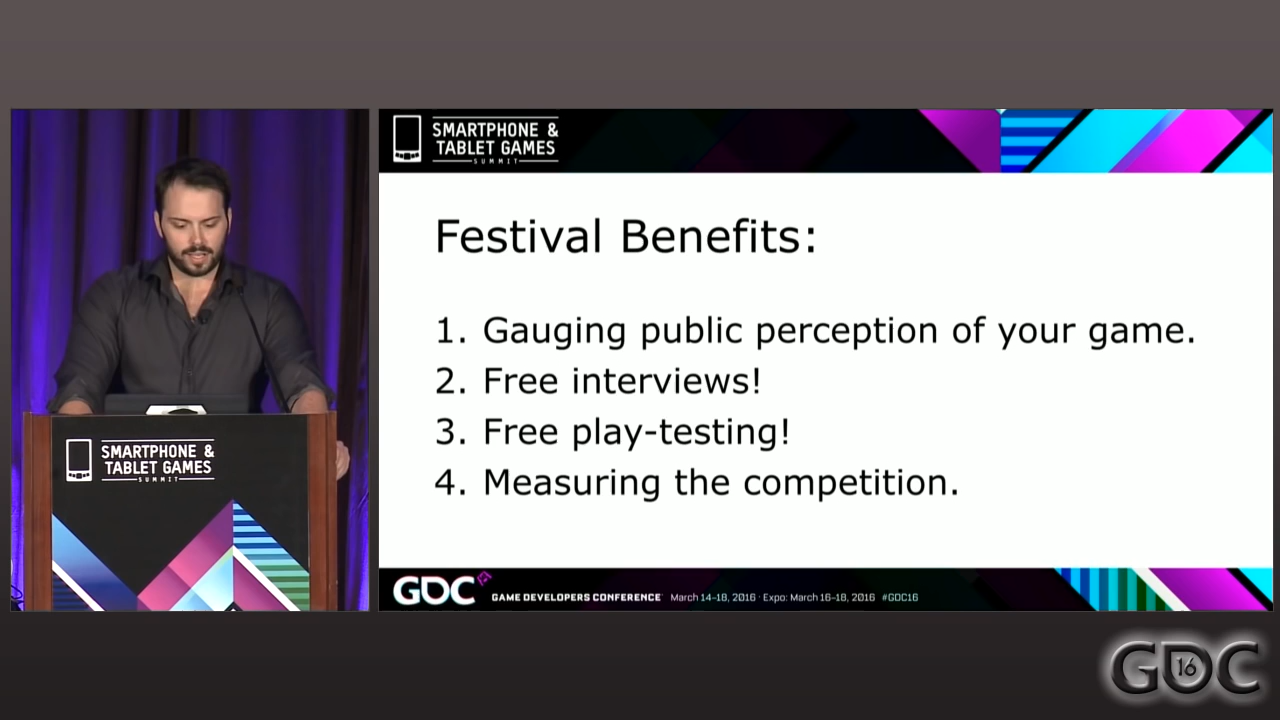 SMARTPHONE &
TABLET GAMES
SUMMIT
Festival Benefits:
1. Gauging public perception of your game.
2. Free interviews!
3. Free play-testing!
4. Measuring the competition.
SMARTPHONE &
TABLET GAMES
SUMMIT
GDC GAME DEVELOPERS CONFERENCE March 14-18, 2016 · Expo: March 16-18, 2016 #GDC16
GDC 16